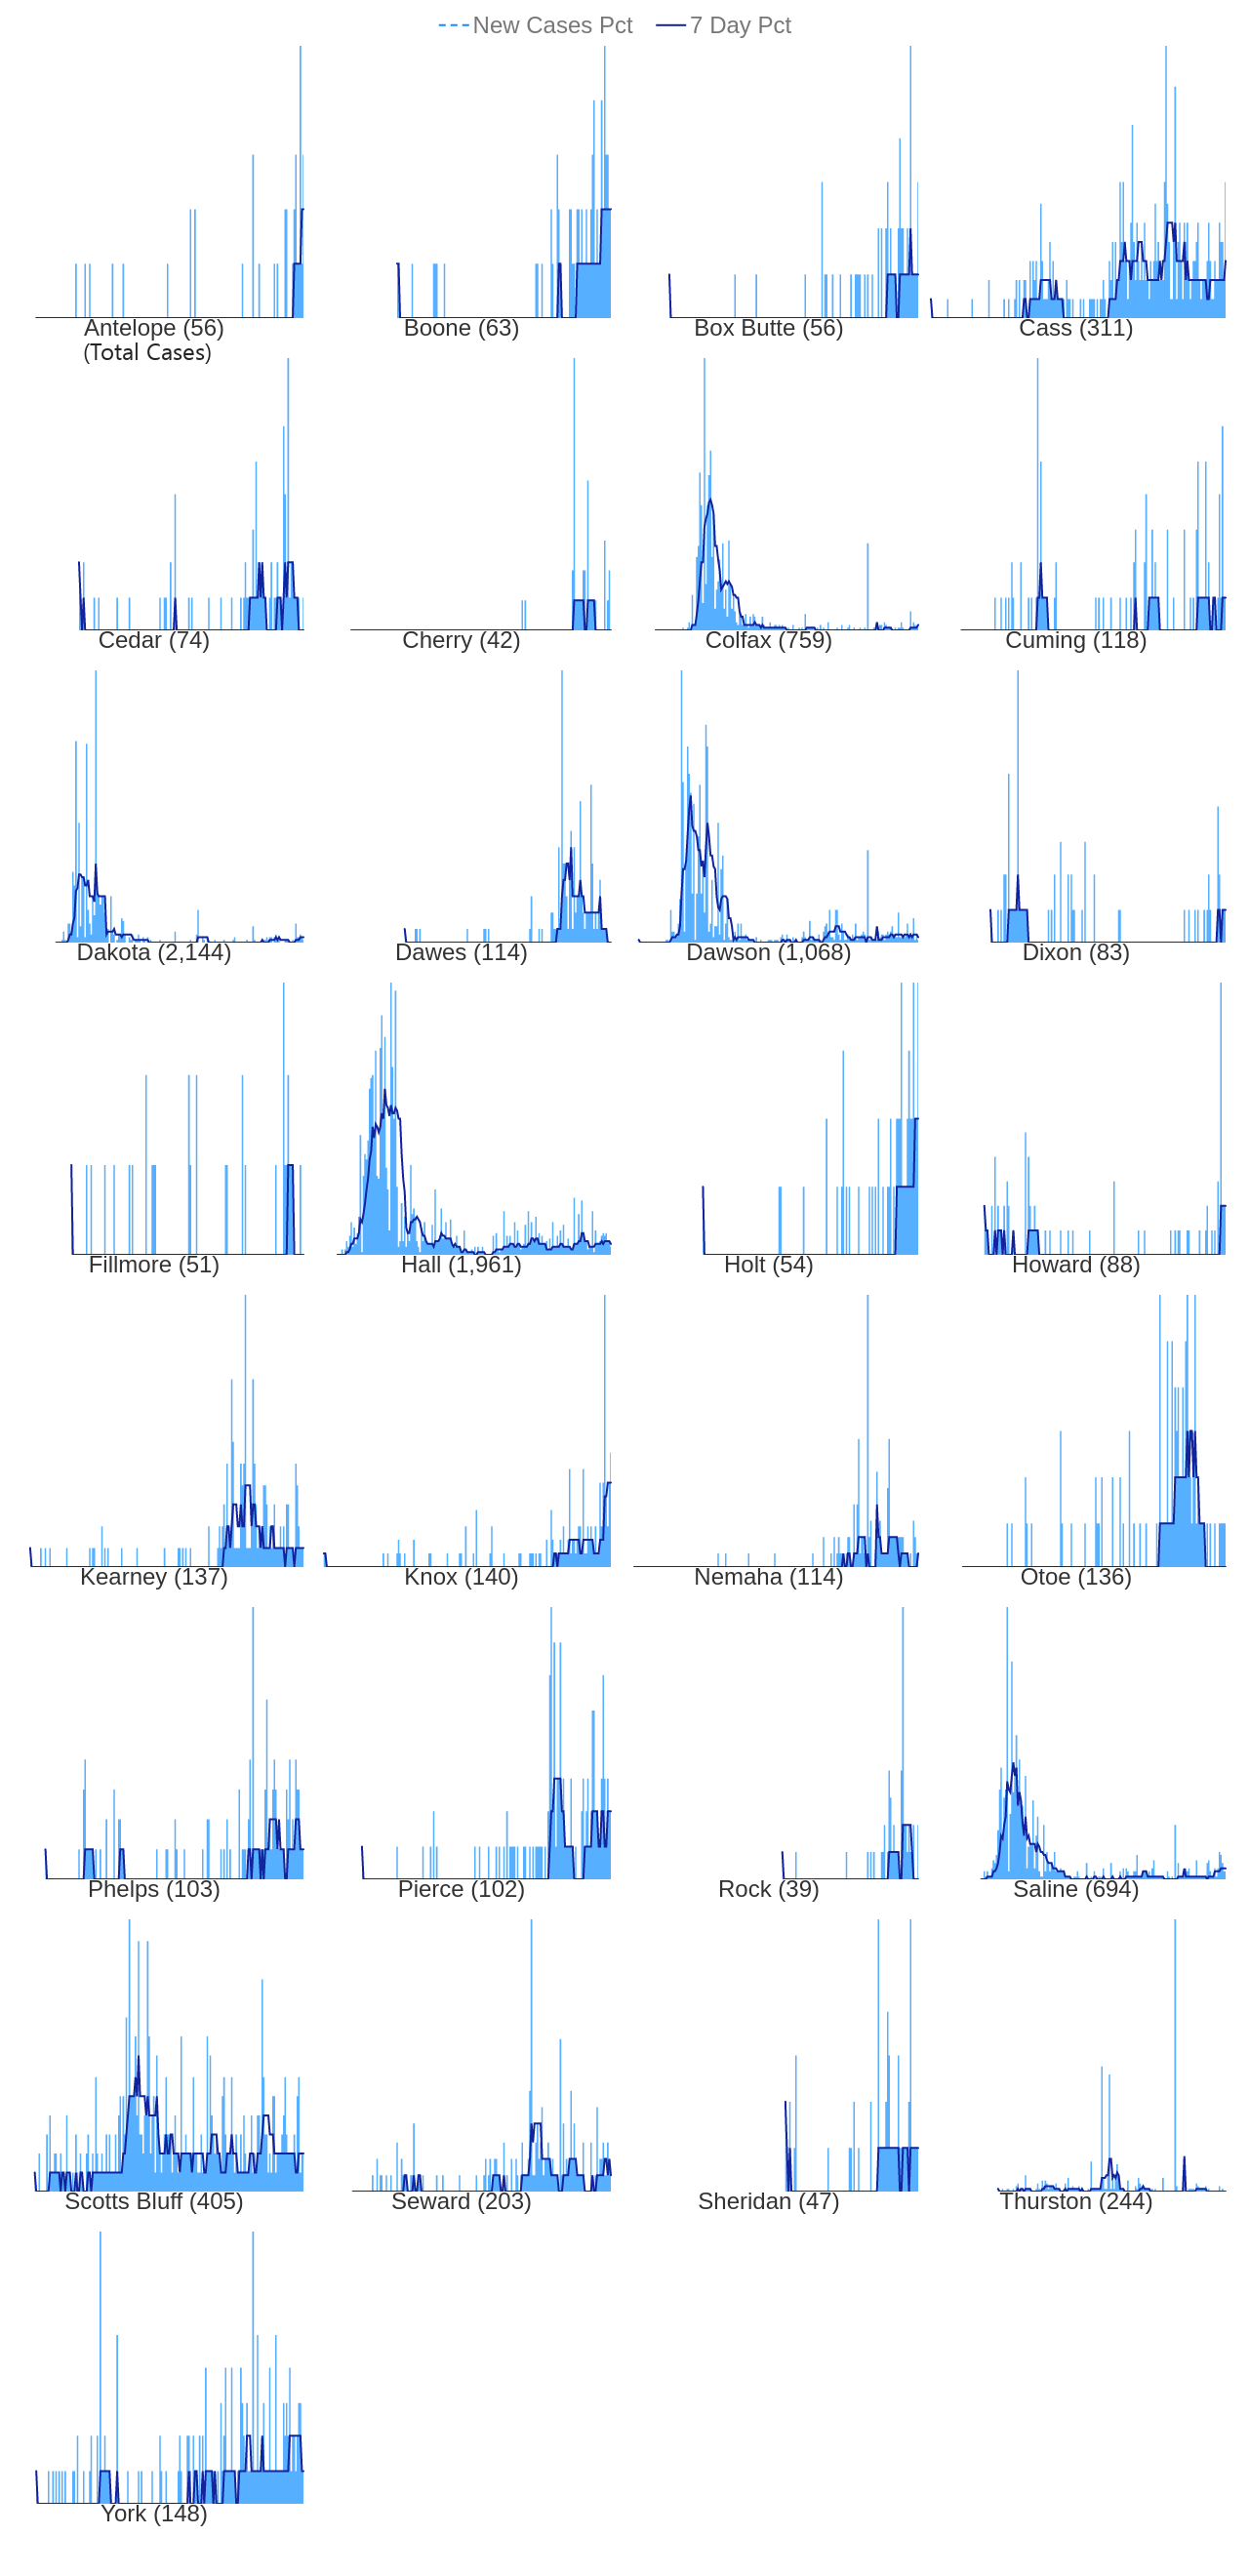 New Cases Pct 7 Day Pct
Antelope (56) Boone (63) Box Butte (56) Cass (311)
(Total Cases)
Cedar (74) Cherry (42) Colfax (759) Cuming (118)
Dakota (2,144) Dawes (114) Dawson (1,068) Dixon (83)
Fillmore (51) Hall (1,961) Holt (54) Howard (88)
Kearney (137) Knox (140) Nemaha (114) Otoe (136)
Phelps (103) Pierce (102) Rock (39) Saline (694)
Scotts Bluff (405) Seward (203) Sheridan (47) Thurston (244)
York (148)